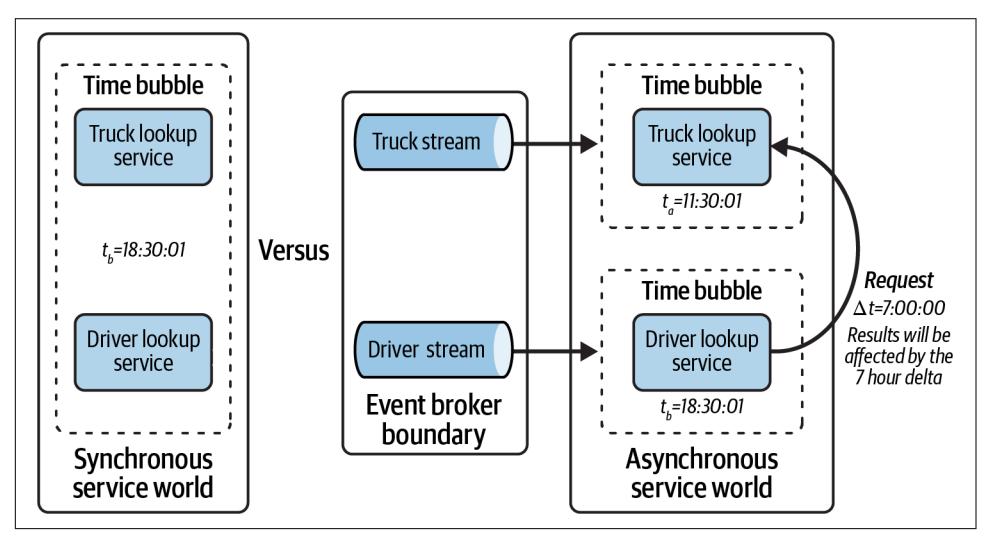 Time bubble
Truck lookup
service
t_b=18:30:01
Driver lookup
service
Synchronous
service world
Versus
Truck stream
Driver stream
Event broker
boundary
Time bubble
Truck lookup
service
t_a=11:30:01
Time bubble
Driver lookup
service
t_b=18:30:01
Asynchronous
service world
Request
Δt=7:00:00
Results will be
affected by the
7 hour delta